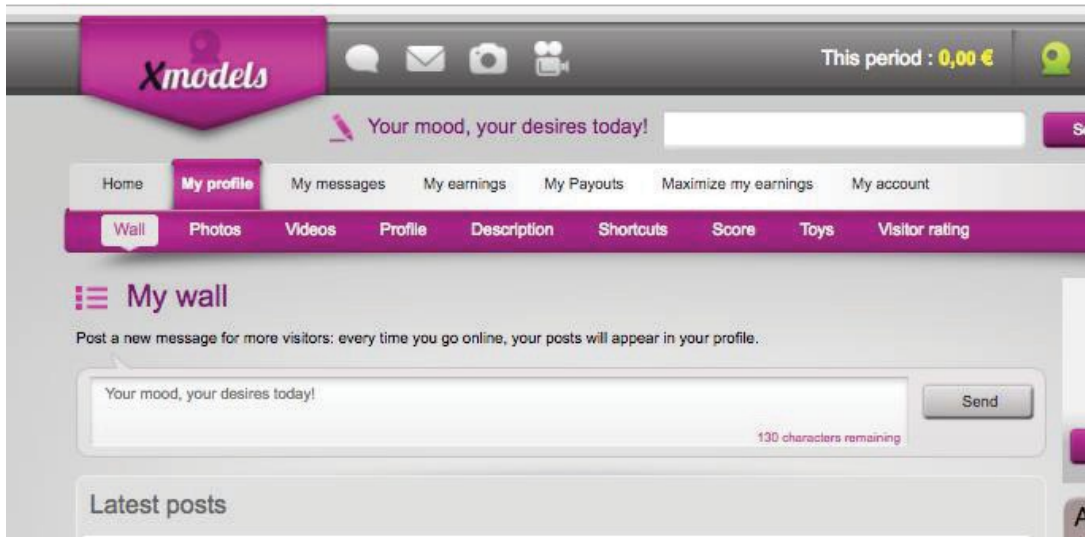 Xmodels
This period : 0,00 €
Your mood, your desires today!
Home My profile My messages My earnings My Payouts Maximize my earnings My account
Wall Photos Videos Profile Description Shortcuts Score Toys Visitor rating
My wall
Post a new message for more visitors: every time you go online, your posts will appear in your profile.
Your mood, your desires today!
Send
130 characters remaining
Latest posts